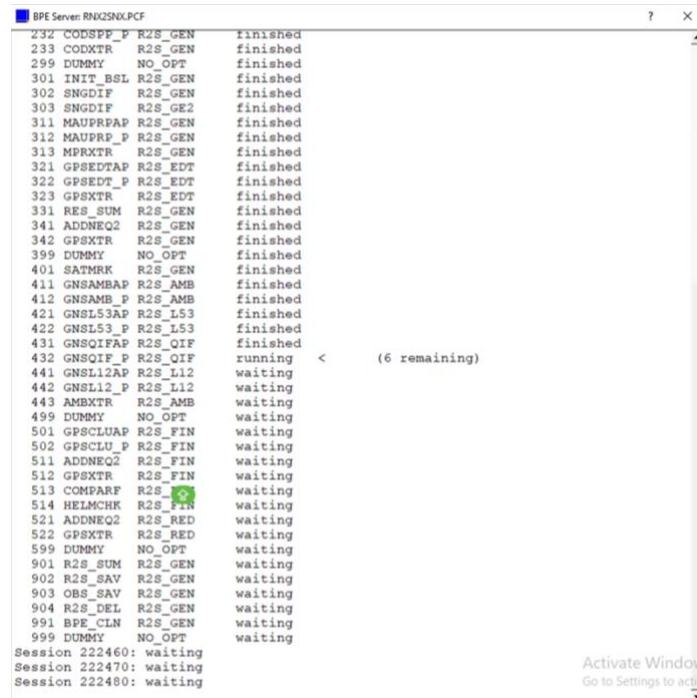 BPE Server: RNX2SNX.PCF ? ×
232 CODSPP_P R2S_GEN finished
233 CODXTR R2S_GEN finished
299 DUMMY NO_OPT finished
301 INIT_BSL R2S_GEN finished
302 SNGDIF R2S_GEN finished
303 SNGDIF R2S_GE2 finished
311 MAUPRPAP R2S_GEN finished
312 MAUPRP_P R2S_GEN finished
313 MPRXTR R2S_GEN finished
321 GPSEDTAP R2S_EDT finished
322 GPSEDT_P R2S_EDT finished
323 GPSXTR R2S_EDT finished
331 RES_SUM R2S_GEN finished
341 ADDNEQ2 R2S_GEN finished
342 GPSXTR R2S_GEN finished
399 DUMMY NO_OPT finished
401 SATMRK R2S_GEN finished
411 GNSAMBAP R2S_AMB finished
412 GNSAMB_P R2S_AMB finished
421 GNSL53AP R2S_L53 finished
422 GNSL53_P R2S_L53 finished
431 GNSQIFAP R2S_QIF finished
432 GNSQIF_P R2S_QIF running < (6 remaining)
441 GNSL12AP R2S_L12 waiting
442 GNSL12_P R2S_L12 waiting
443 AMBXTR R2S_AMB waiting
499 DUMMY NO_OPT waiting
501 GPSCLUAP R2S_FIN waiting
502 GPSCLU_P R2S_FIN waiting
511 ADDNEQ2 R2S_FIN waiting
512 GPSXTR R2S_FIN waiting
513 COMPARF waiting
514 HELMCHK R2S_FIN waiting
521 ADDNEQ2 R2S_RED waiting
522 GPSXTR R2S_RED waiting
599 DUMMY NO_OPT waiting
901 R2S_SUM R2S_GEN waiting
902 R2S_SAV R2S_GEN waiting
903 OBS_SAV R2S_GEN waiting
904 R2S_DEL R2S_GEN waiting
991 BPE_CLN R2S_GEN waiting
999 DUMMY NO_OPT waiting
Session 222460: waiting
Session 222470: waiting
Session 222480: waiting
Activate Windo
Go to Settings to act